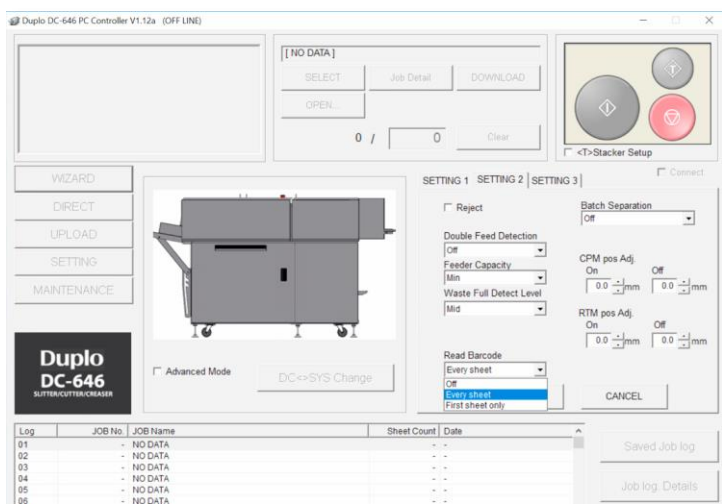 Duplo DC-646 PC Controller V1.12a (OFF LINE)
[ NO DATA ]
SELECT
Job Detail
DOWNLOAD
OPEN...
0 / 0
Clear
<T>Stacker Setup
WIZARD
DIRECT
UPLOAD
SETTING
MAINTENANCE
Duplo
DC-646
SLITTER/CUTTER/CREASER
Advanced Mode
DC<=>SYS Change
SETTING 1 SETTING 2 SETTING 3
Connect
Reject
Batch Separation
Off
Double Feed Detection
Off
Feeder Capacity
Min
Waste Full Detect Level
Mid
CPM pos Adj.
On Off
0.0 mm 0.0 mm
RTM pos Adj.
On Off
0.0 mm 0.0 mm
Read Barcode
Every sheet
Off
Every sheet
First sheet only
CANCEL
Log JOB No. JOB Name Sheet Count Date
01 - NO DATA - -
02 - NO DATA - -
03 - NO DATA - -
04 - NO DATA - -
05 - NO DATA - -
06 - NO DATA - -
Saved Job log
Job log Details